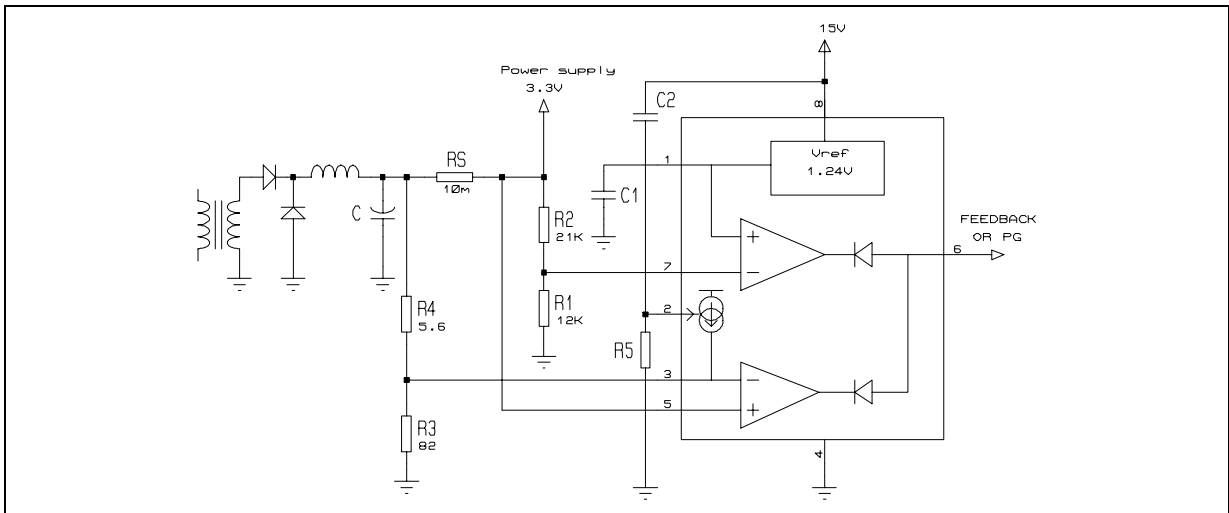 15V
Power supply
3.3V
C2
8
Vref
1.24V
1
RS
10m
C1
C
R2
21K
FEEDBACK
OR PG
6
7
R4
5.6
R1
12K
2
R5
3
5
R3
82
4